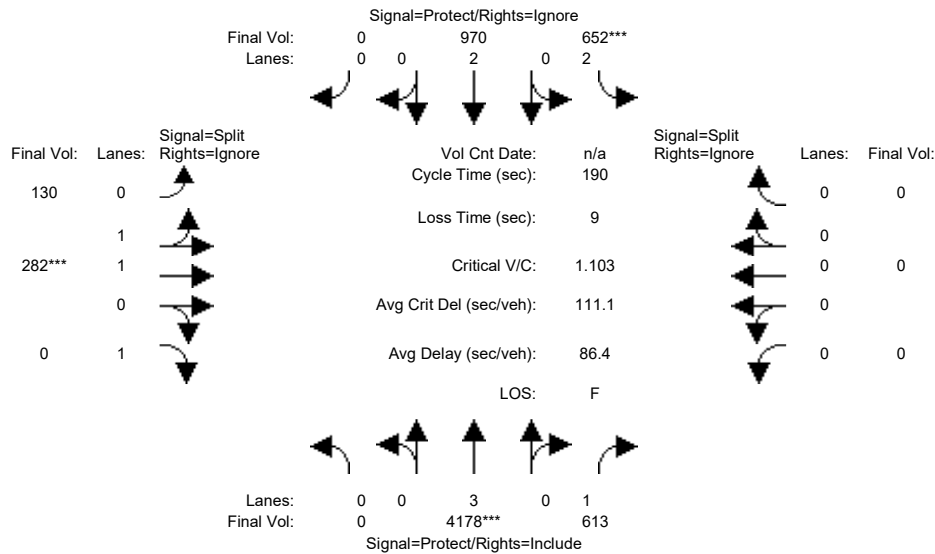 Signal=Protect/Rights=Ignore
Final Vol: 0 970 652***
Lanes: 0 0 2 0 2
Signal=Split
Rights=Ignore
Final Vol: Lanes:
130 0
1
282*** 1
0
0 1
Vol Cnt Date: n/a
Cycle Time (sec): 190
Loss Time (sec): 9
Critical V/C: 1.103
Avg Crit Del (sec/veh): 111.1
Avg Delay (sec/veh): 86.4
LOS: F
Signal=Split
Rights=Ignore
Lanes: Final Vol:
0 0
0
0 0
0
0 0
Lanes: 0 0 3 0 1
Final Vol: 0 4178*** 613
Signal=Protect/Rights=Include